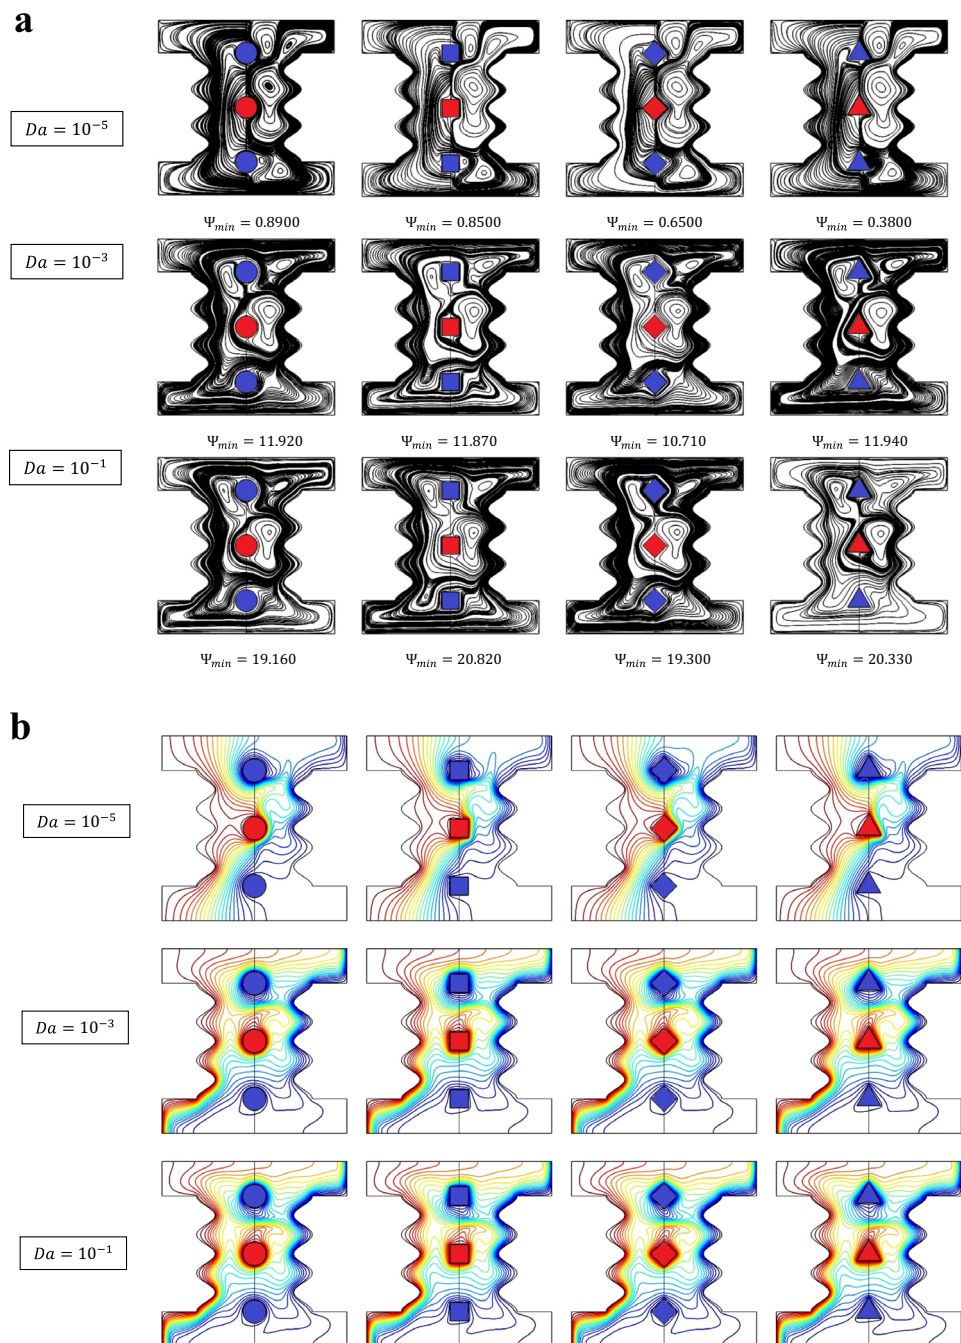 a
Da = 10⁻⁵
Ψmin = 0.8900 Ψmin = 0.8500 Ψmin = 0.6500 Ψmin = 0.3800
Da = 10⁻³
Ψmin = 11.920 Ψmin = 11.870 Ψmin = 10.710 Ψmin = 11.940
Da = 10⁻¹
Ψmin = 19.160 Ψmin = 20.820 Ψmin = 19.300 Ψmin = 20.330
b
Da = 10⁻⁵
Da = 10⁻³
Da = 10⁻¹